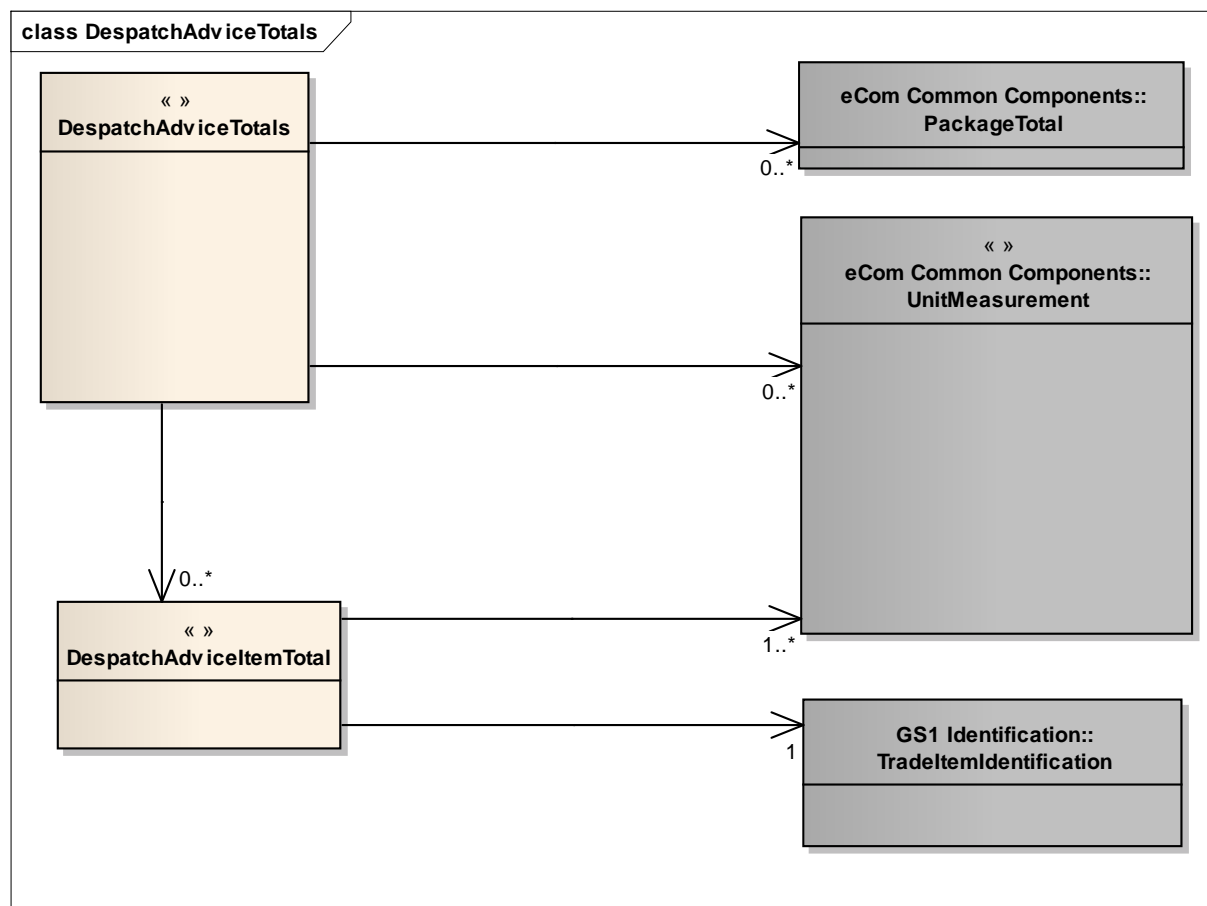 class DespatchAdviceTotals
« »
DespatchAdviceTotals
eCom Common Components::
PackageTotal
0..*
« »
eCom Common Components::
UnitMeasurement
0..*
0..*
« »
DespatchAdviceItemTotal
1..*
GS1 Identification::
TradeItemIdentification
1